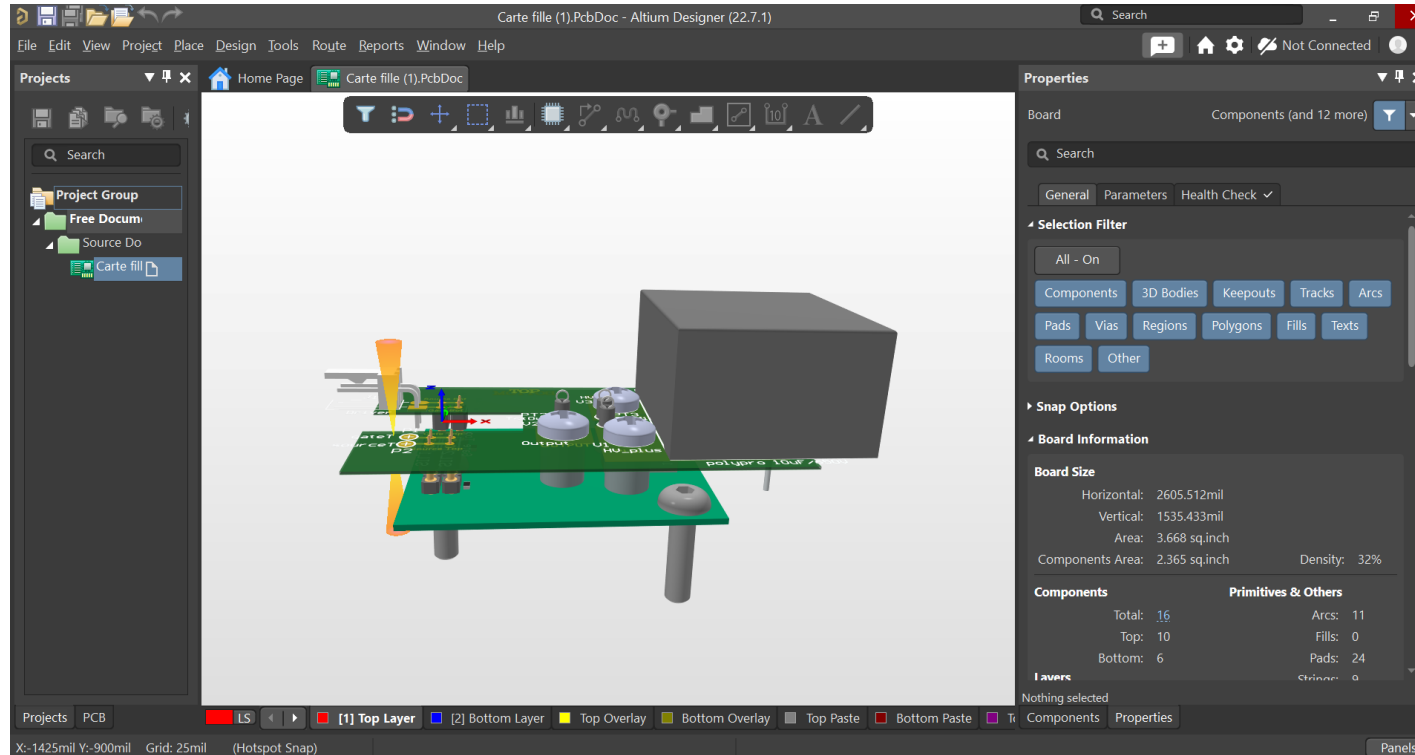 Carte fille (1).PcbDoc - Altium Designer (22.7.1)
Search
File Edit View Project Place Design Tools Route Reports Window Help
Not Connected
Projects
Home Page
Carte fille (1).PcbDoc
Properties
Board
Components (and 12 more)
Search
Search
General
Parameters
Health Check
Project Group
Free Docum
Source Do
Carte fill
Selection Filter
All - On
Components
3D Bodies
Keepouts
Tracks
Arcs
Pads
Vias
Regions
Polygons
Fills
Texts
Rooms
Other
TOP
Output
HV_plus
P2
polypro 10uF/
Snap Options
Board Information
Board Size
Horizontal: 2605.512mil
Vertical: 1535.433mil
Area: 3.668 sq.inch
Components Area: 2.365 sq.inch Density: 32%
Components Primitives & Others
Total: 16 Arcs: 11
Top: 10 Fills: 0
Bottom: 6 Pads: 24
Layers Strings: 9
Nothing selected
Projects
PCB
LS
[1] Top Layer
[2] Bottom Layer
Top Overlay
Bottom Overlay
Top Paste
Bottom Paste
Components
Properties
X:-1425mil Y:-900mil Grid: 25mil (Hotspot Snap)
Panels